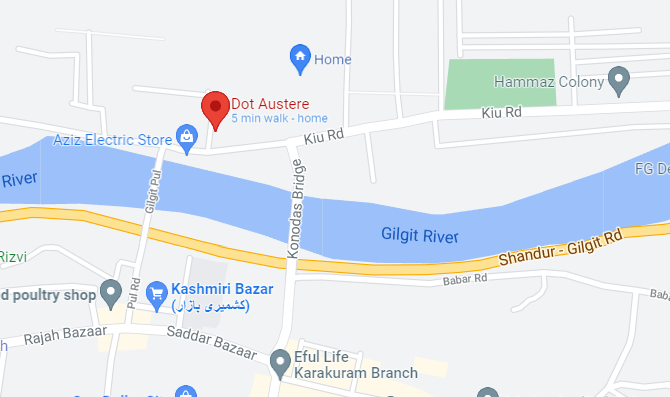 Home
Hammaz Colony
Dot Austere
5 min walk - home
Kiu Rd
Kiu Rd
Aziz Electric Store
River
Gilgit Pul
Konodas Bridge
FG De
Gilgit River
Shandur - Gilgit Rd
Rizvi
Babar Rd
d poultry shop
Pul Rd
Kashmiri Bazar
(کشمیری بازار)
Rajah Bazaar
Saddar Bazaar
Eful Life
Karakuram Branch